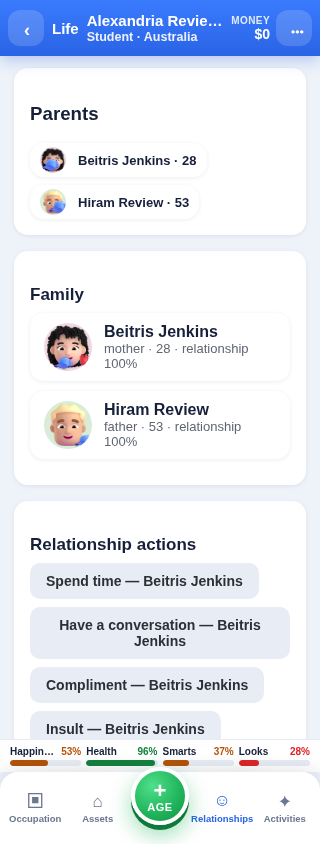 ‹ Life Alexandria Revie… MONEY ...
Student · Australia $0
Parents
Beitris Jenkins · 28
Hiram Review · 53
Family
Beitris Jenkins
mother · 28 · relationship
100%
Hiram Review
father · 53 · relationship
100%
Relationship actions
Spend time — Beitris Jenkins
Have a conversation — Beitris
Jenkins
Compliment — Beitris Jenkins
Insult — Beitris Jenkins
Happin… 53% Health 96% Smarts 37% Looks 28%
+
AGE
Occupation Assets Relationships Activities